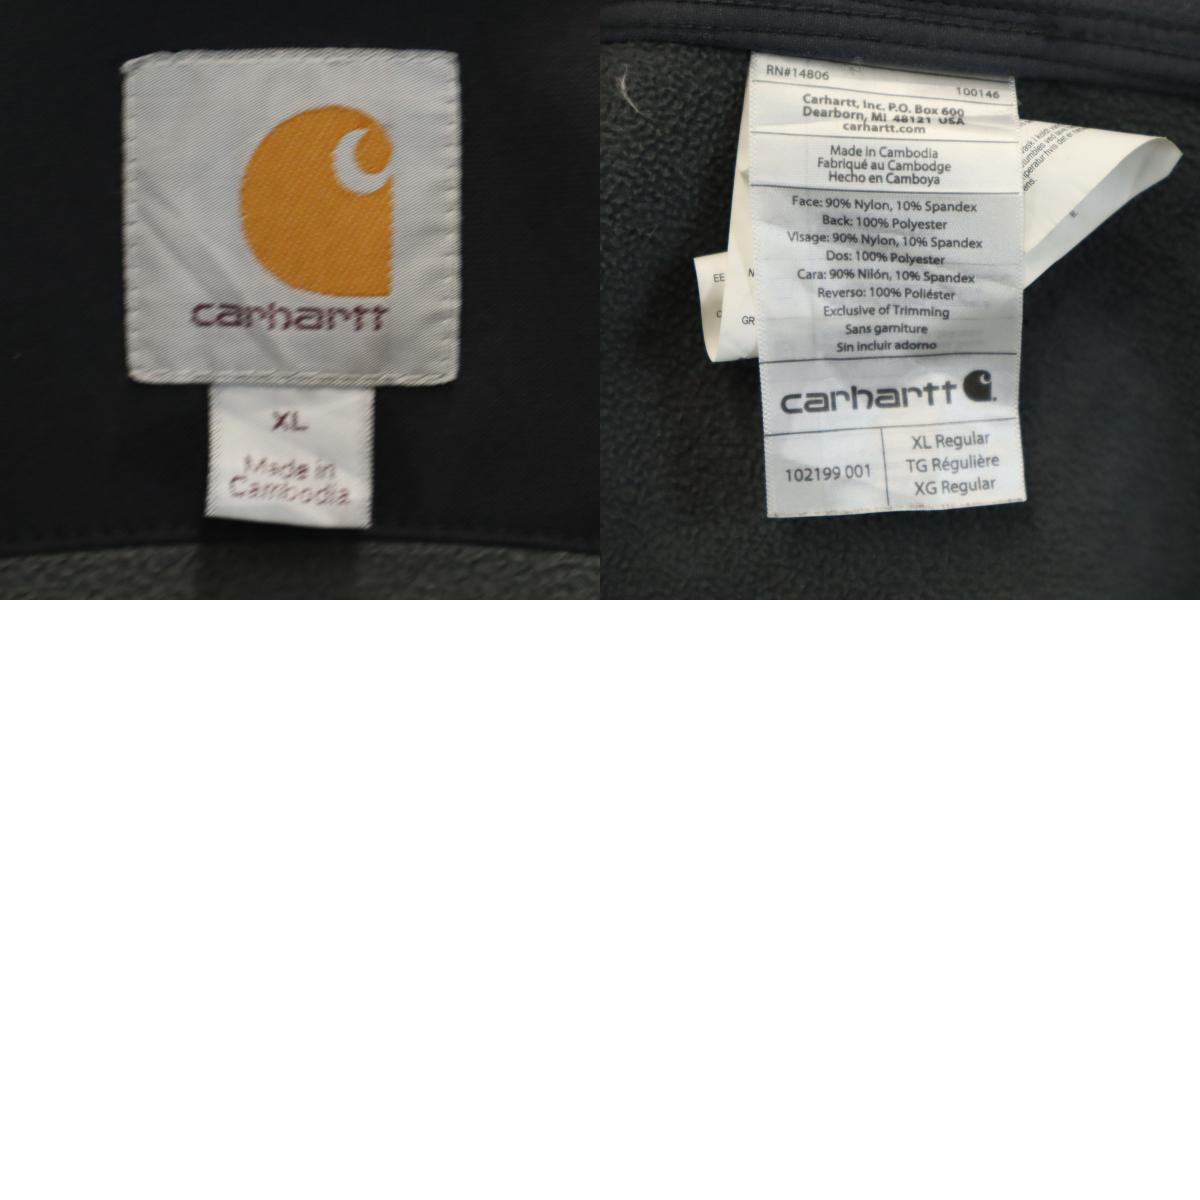 carhartt
XL
Made in
Cambodia
RN#14806
100146
Carhartt, Inc. P.O. Box 600
Dearborn, MI 48121 USA
carhartt.com
Made in Cambodia
Fabriqué au Cambodge
Hecho en Camboya
Face: 90% Nylon, 10% Spandex
Back: 100% Polyester
Visage: 90% Nylon, 10% Spandex
Dos: 100% Polyester
Cara: 90% Nilón, 10% Spandex
Reverso: 100% Poliéster
Exclusive of Trimming
Sans garniture
Sin incluir adorno
carhartt
102199 001
XL Regular
TG Régulière
XG Regular
EE
GR